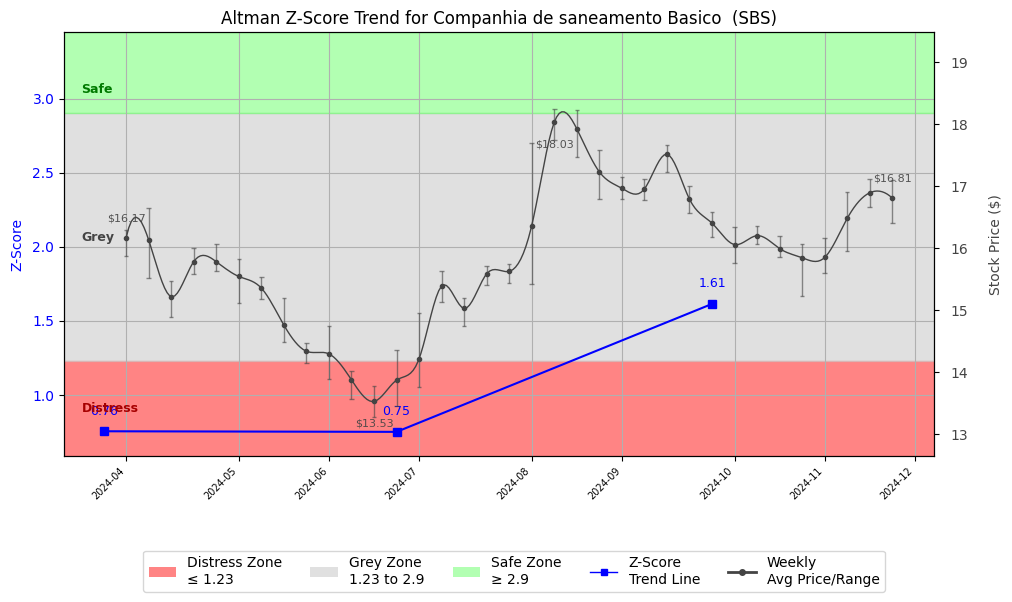 Altman Z-Score Trend for Companhia de saneamento Basico  (SBS)
Z-Score
3.0
2.5
2.0
1.5
1.0
Safe
Grey
Distress
0.76
0.75
1.61
$16.17
$13.53
$18.03
$16.81
19
18
17
16
15
14
13
Stock Price ($)
2024-04
2024-05
2024-06
2024-07
2024-08
2024-09
2024-10
2024-11
2024-12
Distress Zone
≤ 1.23
Grey Zone
1.23 to 2.9
Safe Zone
≥ 2.9
Z-Score
Trend Line
Weekly
Avg Price/Range